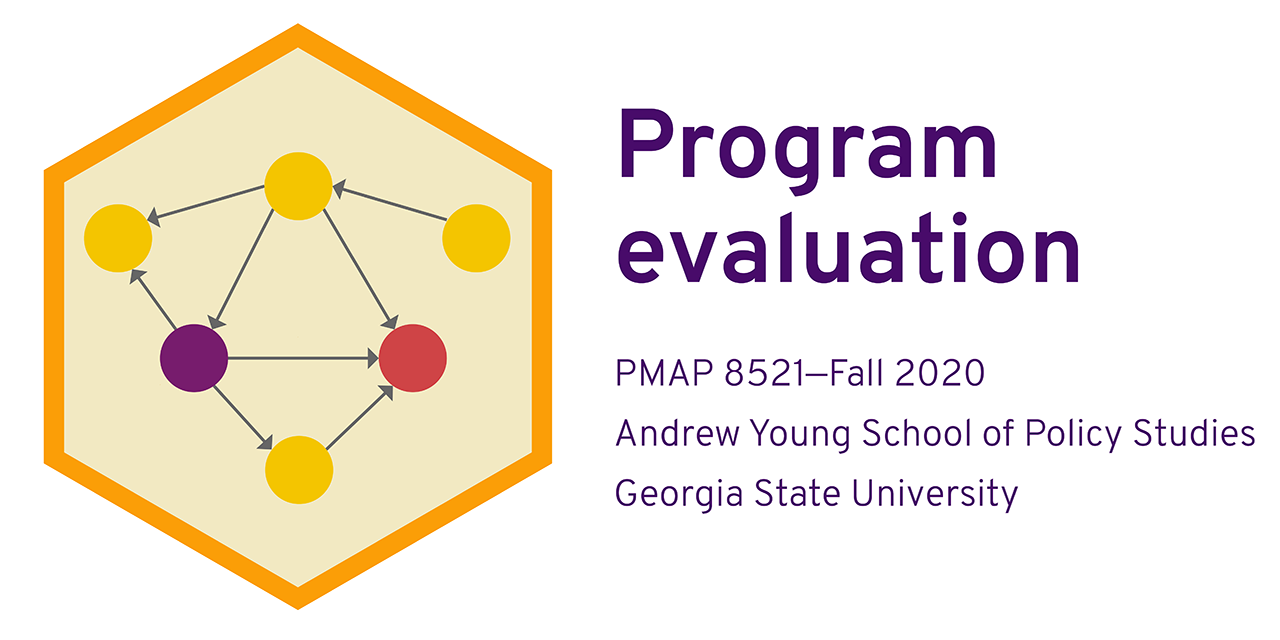 Program
evaluation
PMAP 8521—Fall 2020
Andrew Young School of Policy Studies
Georgia State University